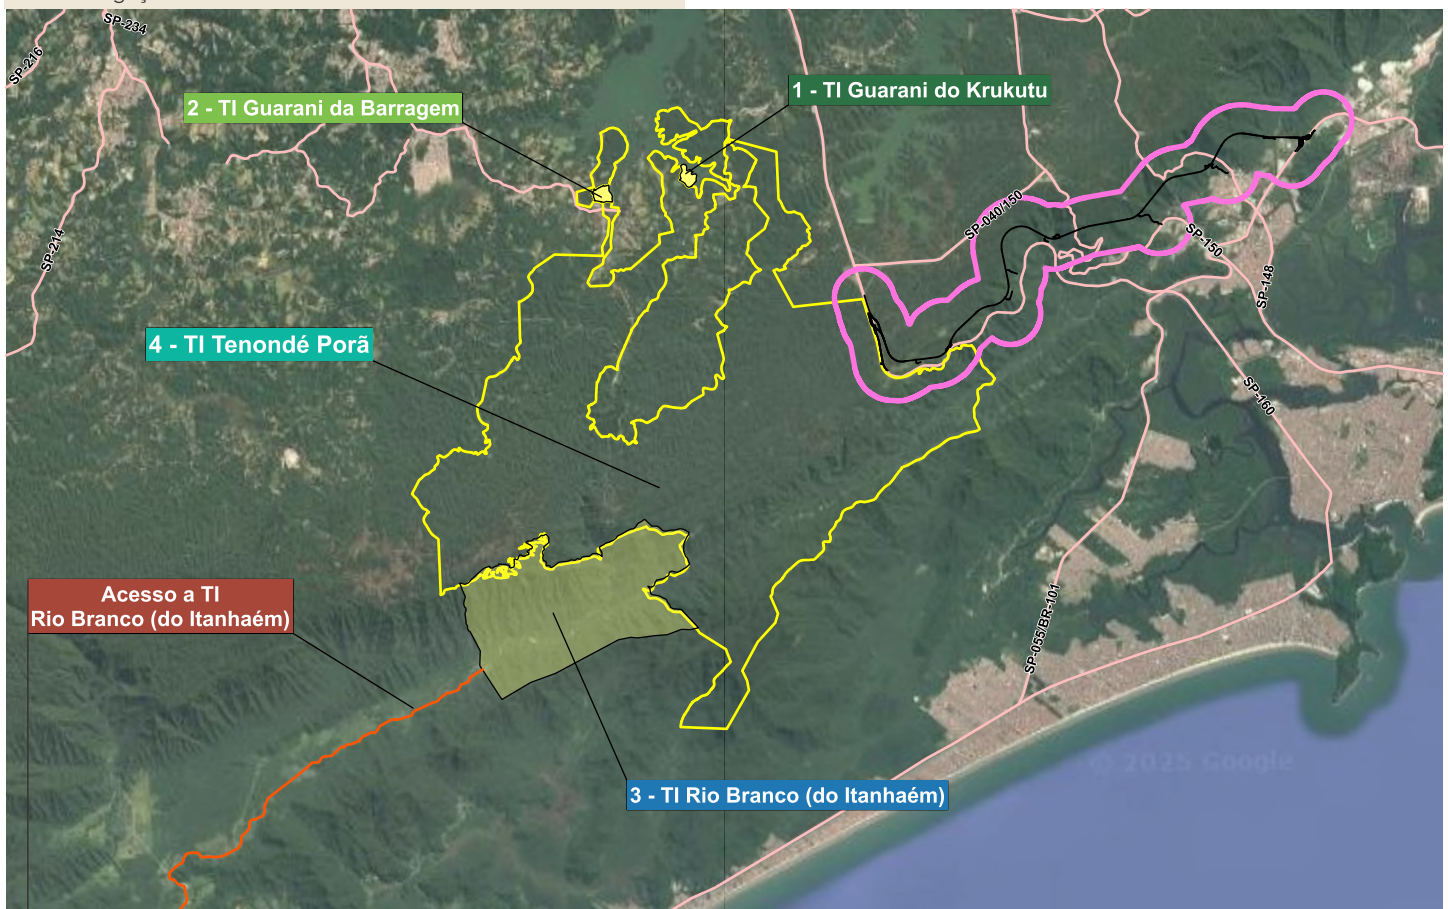 SP-234
SP-216
1 - TI Guarani do Krukutu
2 - TI Guarani da Barragem
SP-040/150
SP-150
SP-214
SP-148
4 - TI Tenondé Porã
SP-160
Acesso a TI
Rio Branco (do Itanhaém)
SP-055/BR-101
© 2025 Google
3 - TI Rio Branco (do Itanhaém)